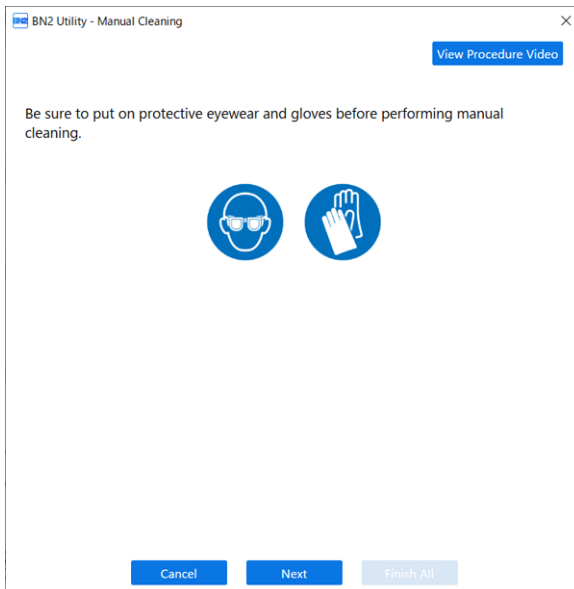 BN2 BN2 Utility - Manual Cleaning
View Procedure Video
Be sure to put on protective eyewear and gloves before performing manual
cleaning.
Cancel Next Finish All